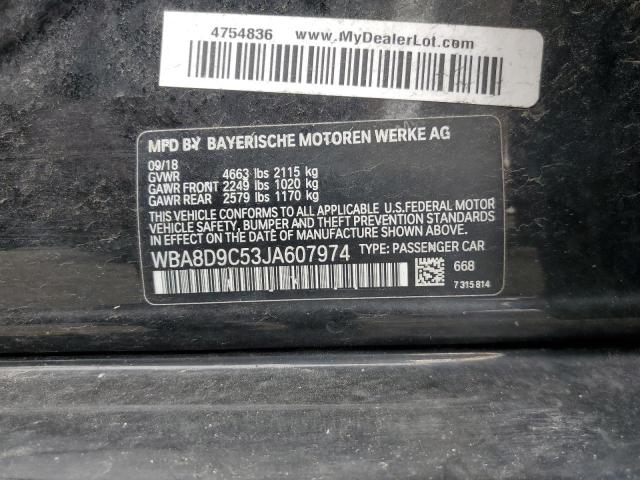 4754836 www.MyDealerLot.com
MFD BY BAYERISCHE MOTOREN WERKE AG
09/18
GVWR 4663 lbs 2115 kg
GAWR FRONT 2249 lbs 1020 kg
GAWR REAR 2579 lbs 1170 kg
THIS VEHICLE CONFORMS TO ALL APPLICABLE U.S.FEDERAL MOTOR
VEHICLE SAFETY, BUMPER AND THEFT PREVENTION STANDARDS
IN EFFECT ON THE DATE OF MANUFACTURE SHOWN ABOVE.
WBA8D9C53JA607974 TYPE: PASSENGER CAR
668
7315814